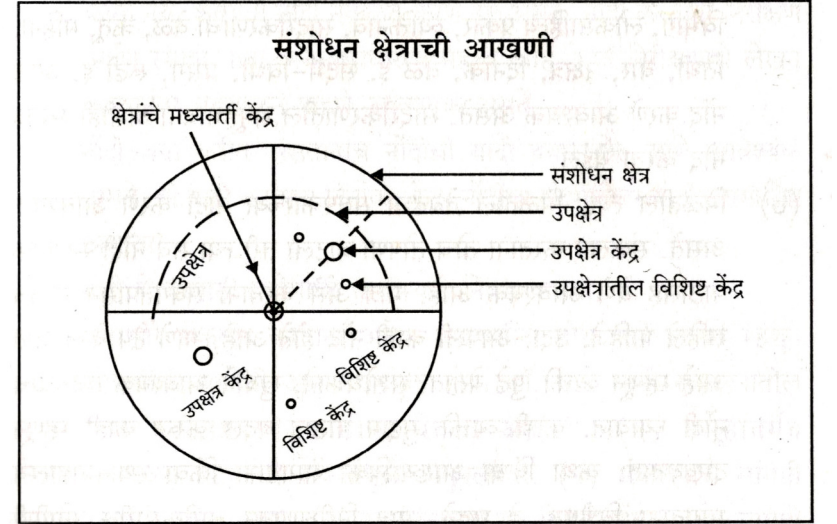 संशोधन क्षेत्राची आखणी
क्षेत्रांचे मध्यवर्ती केंद्र
संशोधन क्षेत्र
उपक्षेत्र
उपक्षेत्र केंद्र
उपक्षेत्रातील विशिष्ट केंद्र
उपक्षेत्र
उपक्षेत्र केंद्र
विशिष्ट केंद्र
विशिष्ट केंद्र